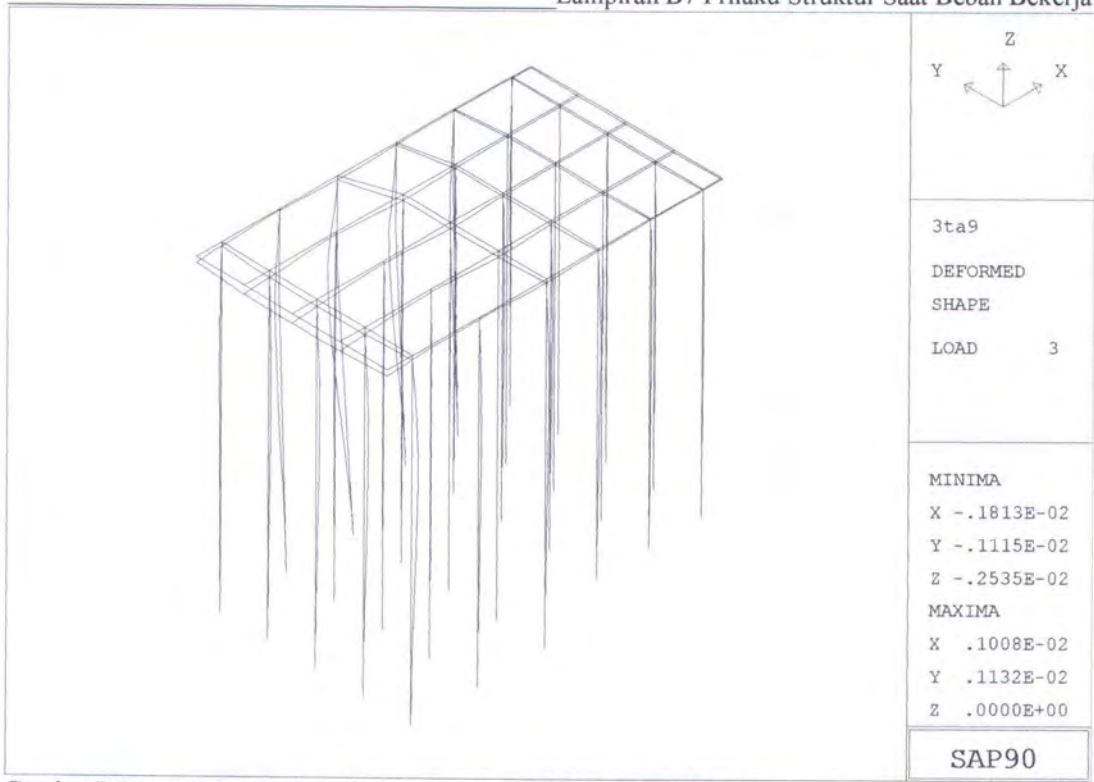 Lampiran B7 Prilaku Struktur Saat Beban Bekerja
Z
Y X
3ta9
DEFORMED
SHAPE
LOAD 3
MINIMA
X -.1813E-02
Y -.1115E-02
Z -.2535E-02
MAXIMA
X .1008E-02
Y .1132E-02
Z .0000E+00
SAP90